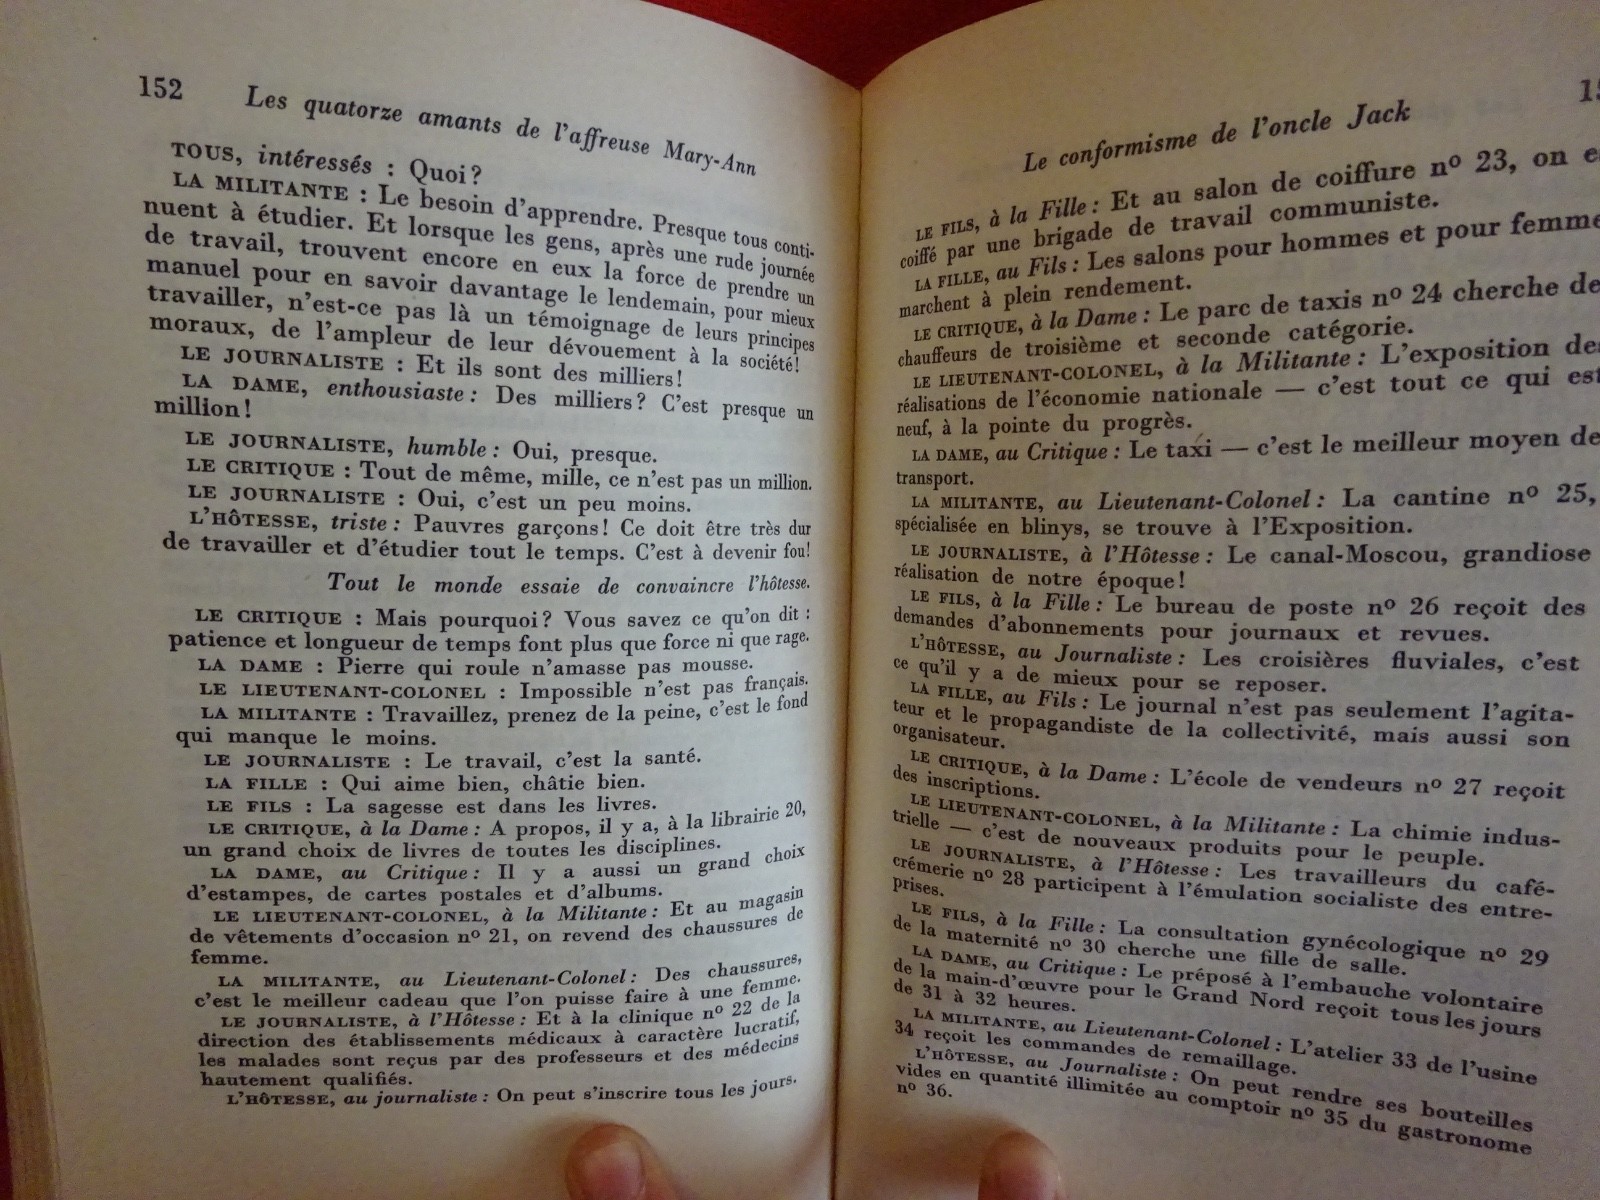 152 Les quatorze amants de l'affreuse Mary-Ann
TOUS, intéressés : Quoi?
LA MILITANTE : Le besoin d'apprendre. Presque tous conti-
nuent à étudier. Et lorsque les gens, après une rude journée
de travail, trouvent encore en eux la force de prendre un
manuel pour en savoir davantage le lendemain, pour mieux
travailler, n'est-ce pas là un témoignage de leurs principes
moraux, de l'ampleur de leur dévouement à la société!
LE JOURNALISTE : Et ils sont des milliers!
LA DAME, enthousiaste : Des milliers? C'est presque un
million!
LE JOURNALISTE, humble : Oui, presque.
LE CRITIQUE : Tout de même, mille, ce n'est pas un million.
LE JOURNALISTE : Oui, c'est un peu moins.
L'HÔTESSE, triste : Pauvres garçons! Ce doit être très dur
de travailler et d'étudier tout le temps. C'est à devenir fou!
Tout le monde essaie de convaincre l'hôtesse.
LE CRITIQUE : Mais pourquoi? Vous savez ce qu'on dit :
patience et longueur de temps font plus que force ni que rage.
LA DAME : Pierre qui roule n'amasse pas mousse.
LE LIEUTENANT-COLONEL : Impossible n'est pas français.
LA MILITANTE : Travaillez, prenez de la peine, c'est le fond
qui manque le moins.
LE JOURNALISTE : Le travail, c'est la santé.
LA FILLE : Qui aime bien, châtie bien.
LE FILS : La sagesse est dans les livres.
LE CRITIQUE, à la Dame : A propos, il y a, à la librairie 20,
un grand choix de livres de toutes les disciplines.
LA DAME, au Critique : Il y a aussi un grand choix
d'estampes, de cartes postales et d'albums.
LE LIEUTENANT-COLONEL, à la Militante : Et au magasin
de vêtements d'occasion nº 21, on revend des chaussures de
femme.
LA MILITANTE, au Lieutenant-Colonel : Des chaussures,
c'est le meilleur cadeau que l'on puisse faire à une femme.
LE JOURNALISTE, à l'Hôtesse : Et à la clinique nº 22 de la
direction des établissements médicaux à caractère lucratif,
les malades sont reçus par des professeurs et des médecins
hautement qualifiés.
L'HÔTESSE, au journaliste : On peut s'inscrire tous les jours.
Le conformisme de l'oncle Jack
LE FILS, à la Fille : Et au salon de coiffure nº 23, on
coiffé par une brigade de travail communiste.
LA FILLE, au Fils : Les salons pour hommes et pour femme
marchent à plein rendement.
LE CRITIQUE, à la Dame : Le parc de taxis nº 24 cherche de
chauffeurs de troisième et seconde catégorie.
LE LIEUTENANT-COLONEL, à la Militante : L'exposition de
réalisations de l'économie nationale — c'est tout ce qui est
neuf, à la pointe du progrès.
LA DAME, au Critique : Le taxi — c'est le meilleur moyen de
transport.
LA MILITANTE, au Lieutenant-Colonel : La cantine nº 25,
spécialisée en blinys, se trouve à l'Exposition.
LE JOURNALISTE, à l'Hôtesse : Le canal-Moscou, grandiose
réalisation de notre époque!
LE FILS, à la Fille : Le bureau de poste nº 26 reçoit des
demandes d'abonnements pour journaux et revues.
L'HÔTESSE, au Journaliste : Les croisières fluviales, c'est
ce qu'il y a de mieux pour se reposer.
LA FILLE, au Fils : Le journal n'est pas seulement l'agita-
teur et le propagandiste de la collectivité, mais aussi son
organisateur.
LE CRITIQUE, à la Dame : L'école de vendeurs nº 27 reçoit
des inscriptions.
LE LIEUTENANT-COLONEL, à la Militante : La chimie indus-
trielle — c'est de nouveaux produits pour le peuple.
LE JOURNALISTE, à l'Hôtesse : Les travailleurs du café-
crémerie nº 28 participent à l'émulation socialiste des entre-
prises.
LE FILS, à la Fille : La consultation gynécologique nº 29
de la maternité nº 30 cherche une fille de salle.
LA DAME, au Critique : Le préposé à l'embauche volontaire
de la main-d'œuvre pour le Grand Nord reçoit tous les jours
de 31 à 32 heures.
LA MILITANTE, au Lieutenant-Colonel : L'atelier 33 de l'usine
34 reçoit les commandes de remaillage.
L'HÔTESSE, au Journaliste : On peut rendre ses bouteilles
vides en quantité illimitée au comptoir nº 35 du gastronome
nº 36.